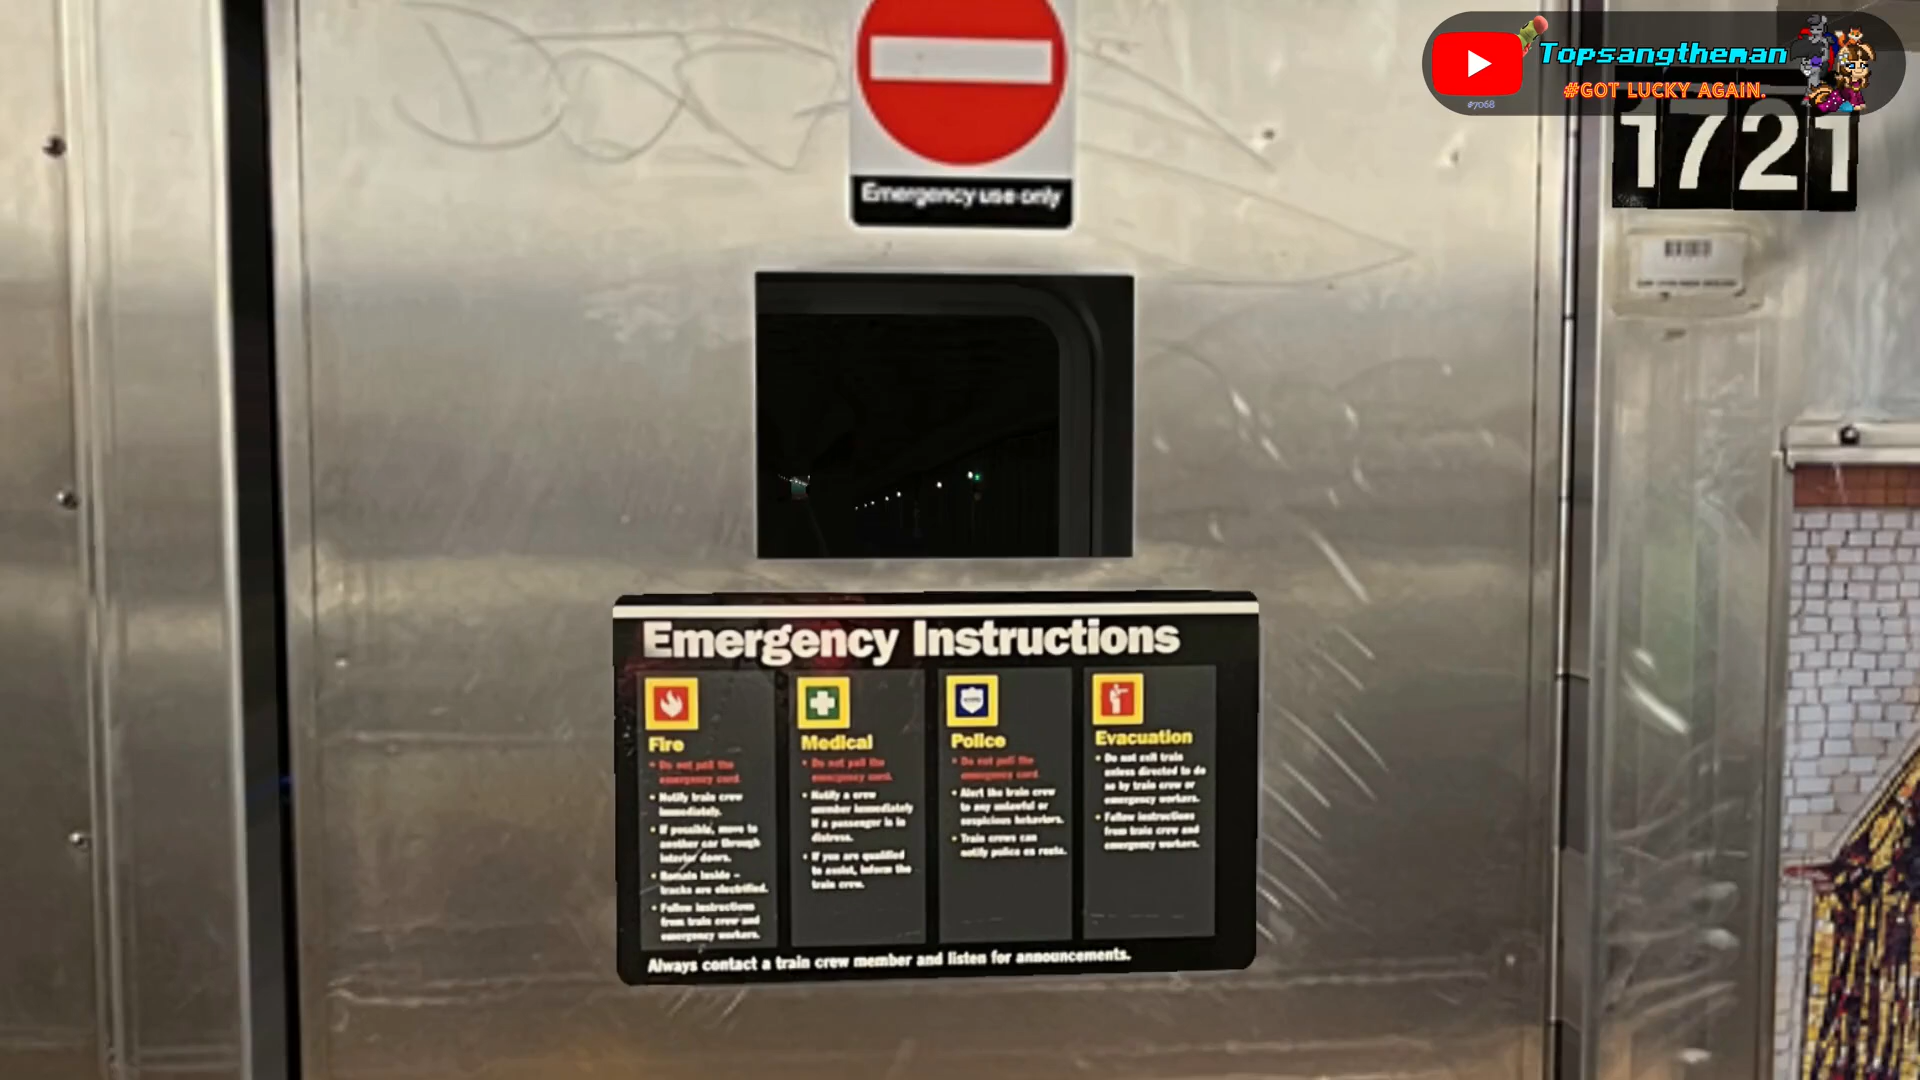 Topsangtheman
#GOT LUCKY AGAIN.
#7068
1721
Emergency use only
Emergency Instructions
Fire
• Do not pull the
emergency cord.
• Notify train crew
immediately.
• If possible, move to
another car through
interior doors.
• Remain inside –
tracks are electrified.
• Follow instructions
from train crew and
emergency workers.
Medical
• Do not pull the
emergency cord.
• Notify a crew
member immediately
if a passenger is in
distress.
• If you are qualified
to assist, inform the
train crew.
Police
• Do not pull the
emergency cord.
• Alert the train crew
to any unlawful or
suspicious behaviors.
• Train crews can
notify police en route.
Evacuation
• Do not exit train
unless directed to do
so by train crew or
emergency workers.
• Follow instructions
from train crew and
emergency workers.
Always contact a train crew member and listen for announcements.